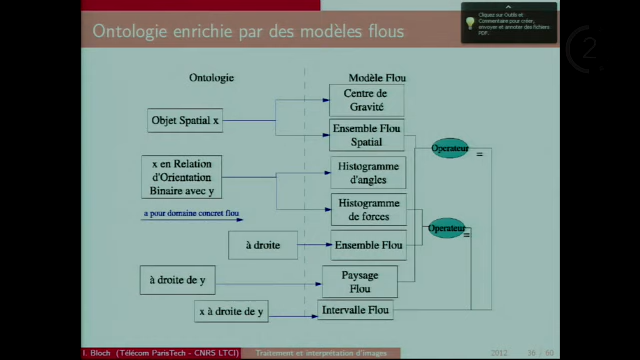 Ontologie enrichie par des modèles flous
Cliquez sur Outils et
Commentaire pour créer,
envoyer et annoter des fichiers
PDF.
Ontologie
Modèle Flou
Objet Spatial x
Centre de
Gravité
Ensemble Flou
Spatial
x en Relation
d'Orientation
Binaire avec y
Histogramme
d'angles
Histogramme
de forces
a pour domaine concret flou
à droite
Ensemble Flou
à droite de y
Paysage
Flou
x à droite de y
Intervalle Flou
Operateur
=
Operateur
=
I. Bloch (Télécom ParisTech - CNRS LTCI)
Traitement et interprétation d'images
2012
38 / 60
2